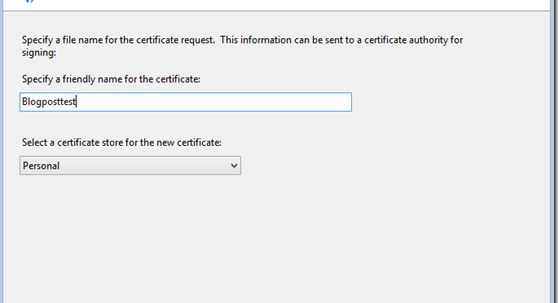 Specify a file name for the certificate request.  This information can be sent to a certificate authority for
signing:
Specify a friendly name for the certificate:
Blogposttest
Select a certificate store for the new certificate:
Personal